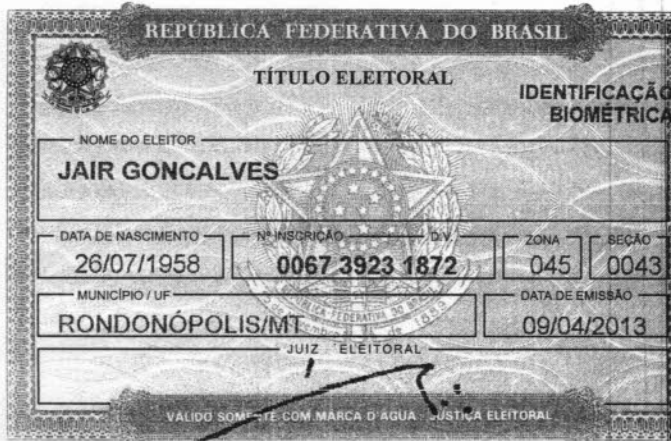 REPÚBLICA FEDERATIVA DO BRASIL
TÍTULO ELEITORAL
IDENTIFICAÇÃO
BIOMÉTRICA
NOME DO ELEITOR
JAIR GONCALVES
DATA DE NASCIMENTO Nº INSCRIÇÃO D.V. ZONA SEÇÃO
26/07/1958 0067 3923 1872 045 0043
MUNICÍPIO / UF DATA DE EMISSÃO
RONDONÓPOLIS/MT 09/04/2013
JUIZ ELEITORAL
VÁLIDO SOMENTE COM MARCA D'ÁGUA - JUSTIÇA ELEITORAL